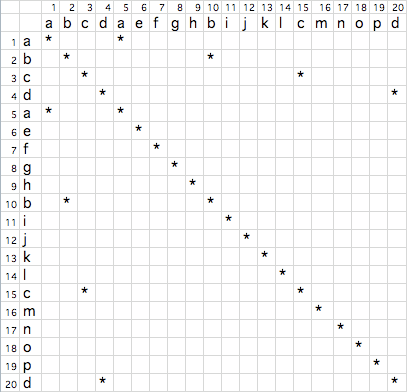 1 2 3 4 5 6 7 8 9 10 11 12 13 14 15 16 17 18 19 20
a b c d a e f g h b i j k l c m n o p d
1 a * *
2 b * *
3 c * *
4 d * *
5 a * *
6 e *
7 f *
8 g *
9 h *
10 b * *
11 i *
12 j *
13 k *
14 l *
15 c * *
16 m *
17 n *
18 o *
19 p *
20 d * *